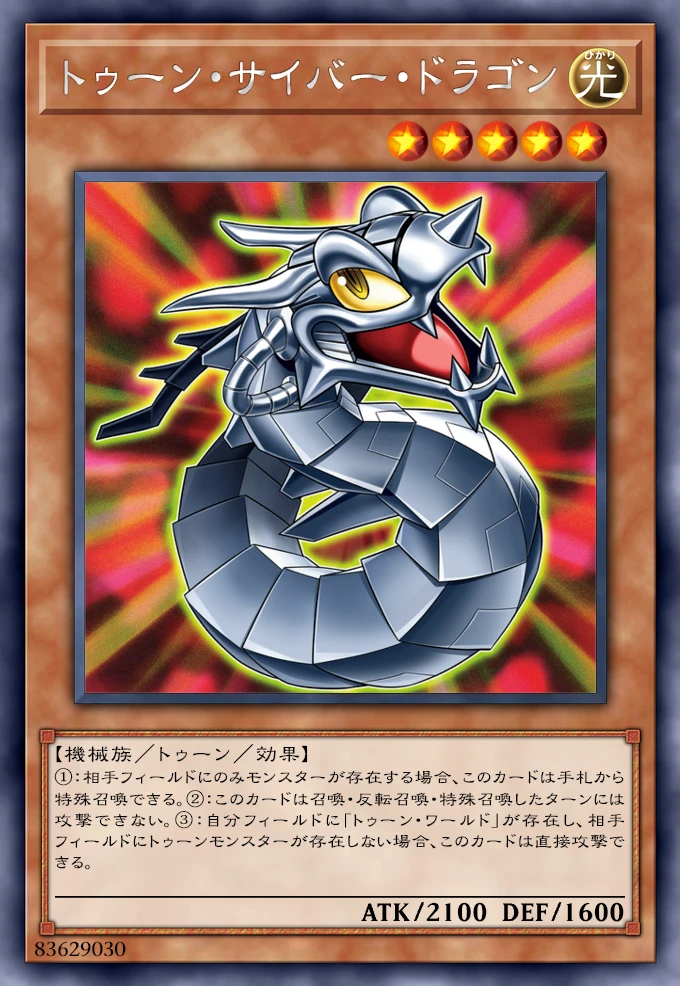 トゥーン・サイバー・ドラゴン
ひかり
光
【機械族／トゥーン／効果】
①：相手フィールドにのみモンスターが存在する場合、このカードは手札から
特殊召喚できる。②：このカードは召喚・反転召喚・特殊召喚したターンには
攻撃できない。③：自分フィールドに「トゥーン・ワールド」が存在し、相手
フィールドにトゥーンモンスターが存在しない場合、このカードは直接攻撃で
きる。
ATK/2100 DEF/1600
83629030